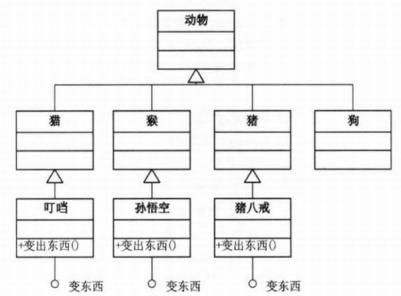 动物
猫 猴 猪 狗
叮当 孙悟空 猪八戒
+变出东西() +变出东西() +变出东西()
变东西 变东西 变东西